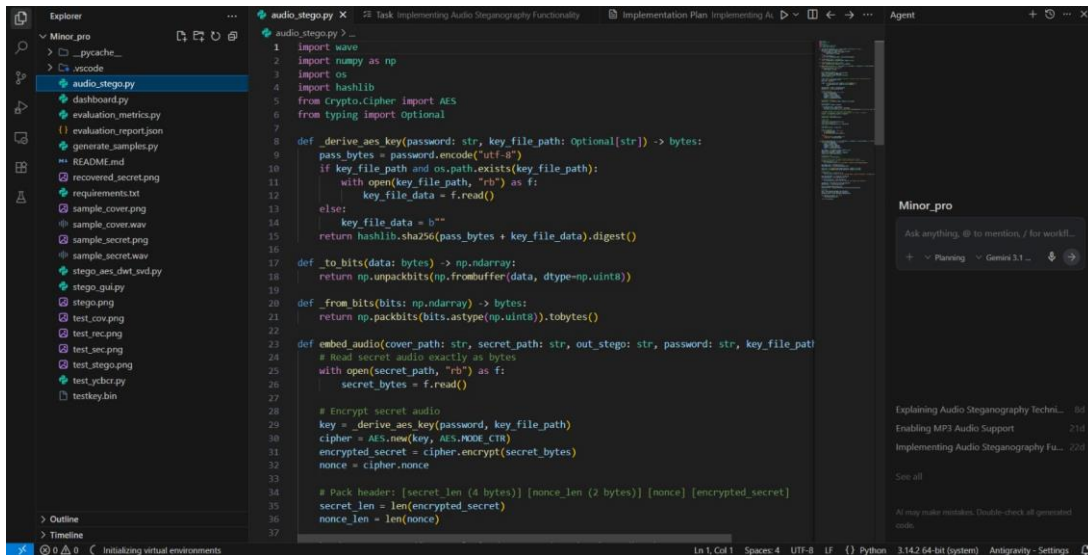 Explorer
Minor_pro
__pycache__
.vscode
audio_stego.py
dashboard.py
evaluation_metrics.py
evaluation_report.json
generate_samples.py
README.md
recovered_secret.png
requirements.txt
sample_cover.png
sample_cover.wav
sample_secret.png
sample_secret.wav
stego_aes_dwt_svd.py
stego_gui.py
stego.png
test_cov.png
test_rec.png
test_sec.png
test_stego.png
test_ycbcr.py
testkey.bin
Outline
Timeline
audio_stego.py Task Implementing Audio Steganography Functionality Implementation Plan Implementing Au
audio_stego.py > ...
1 import wave
2 import numpy as np
3 import os
4 import hashlib
5 from Crypto.Cipher import AES
6 from typing import Optional
7
8 def _derive_aes_key(password: str, key_file_path: Optional[str]) -> bytes:
9 pass_bytes = password.encode("utf-8")
10 if key_file_path and os.path.exists(key_file_path):
11 with open(key_file_path, "rb") as f:
12 key_file_data = f.read()
13 else:
14 key_file_data = b""
15 return hashlib.sha256(pass_bytes + key_file_data).digest()
16
17 def _to_bits(data: bytes) -> np.ndarray:
18 return np.unpackbits(np.frombuffer(data, dtype=np.uint8))
19
20 def _from_bits(bits: np.ndarray) -> bytes:
21 return np.packbits(bits.astype(np.uint8)).tobytes()
22
23 def embed_audio(cover_path: str, secret_path: str, out_stego: str, password: str, key_file_path
24 # Read secret audio exactly as bytes
25 with open(secret_path, "rb") as f:
26 secret_bytes = f.read()
27
28 # Encrypt secret audio
29 key = _derive_aes_key(password, key_file_path)
30 cipher = AES.new(key, AES.MODE_CTR)
31 encrypted_secret = cipher.encrypt(secret_bytes)
32 nonce = cipher.nonce
33
34 # Pack header: [secret_len (4 bytes)] [nonce_len (2 bytes)] [nonce] [encrypted_secret]
35 secret_len = len(encrypted_secret)
36 nonce_len = len(nonce)
37
Agent
Minor_pro
Ask anything, @ to mention, / for workfl...
Planning Gemini 3.1 ...
Explaining Audio Steganography Techni... 8d
Enabling MP3 Audio Support 21d
Implementing Audio Steganography Fu... 22d
See all
AI may make mistakes. Double-check all generated
code.
0 0 Initializing virtual environments Ln 1, Col 1 Spaces: 4 UTF-8 LF {} Python 3.14.2 64-bit (system) Antigravity - Settings